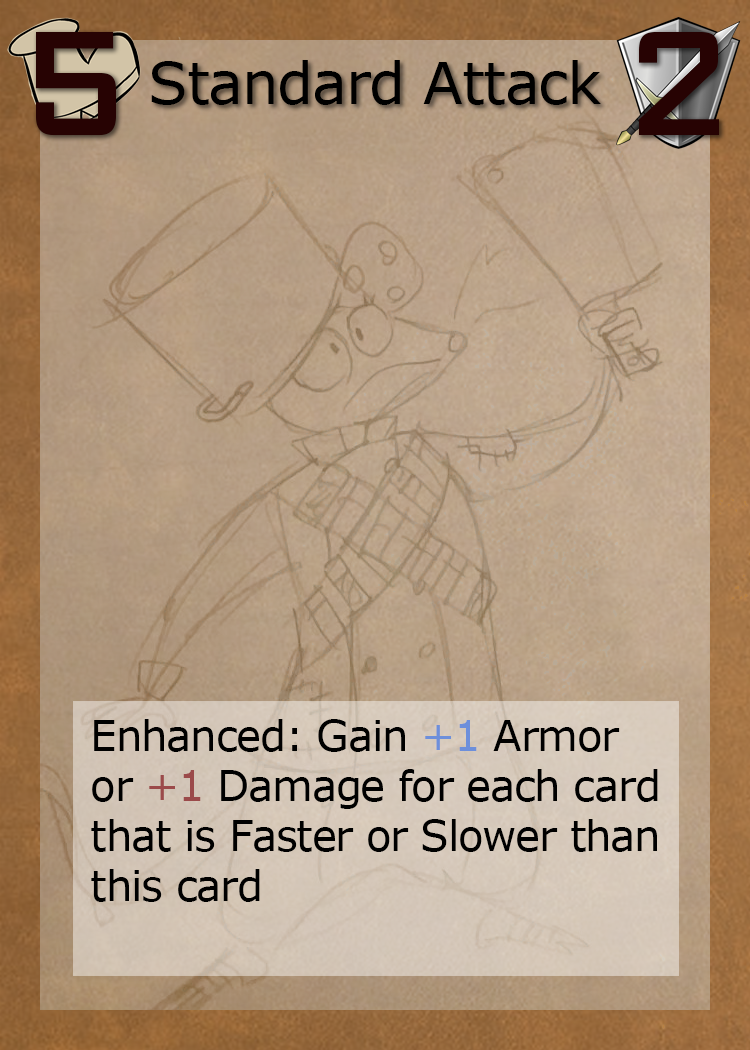 5 Standard Attack 2
Enhanced: Gain +1 Armor
or +1 Damage for each card
that is Faster or Slower than
this card